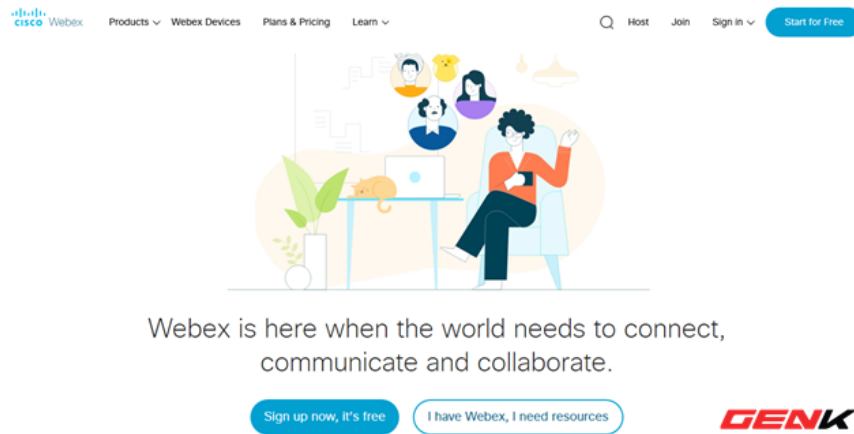 CISCO Webex Products Webex Devices Plans & Pricing Learn Host Join Sign in Start for Free
Webex is here when the world needs to connect,
communicate and collaborate.
Sign up now, it's free I have Webex, I need resources
GENK